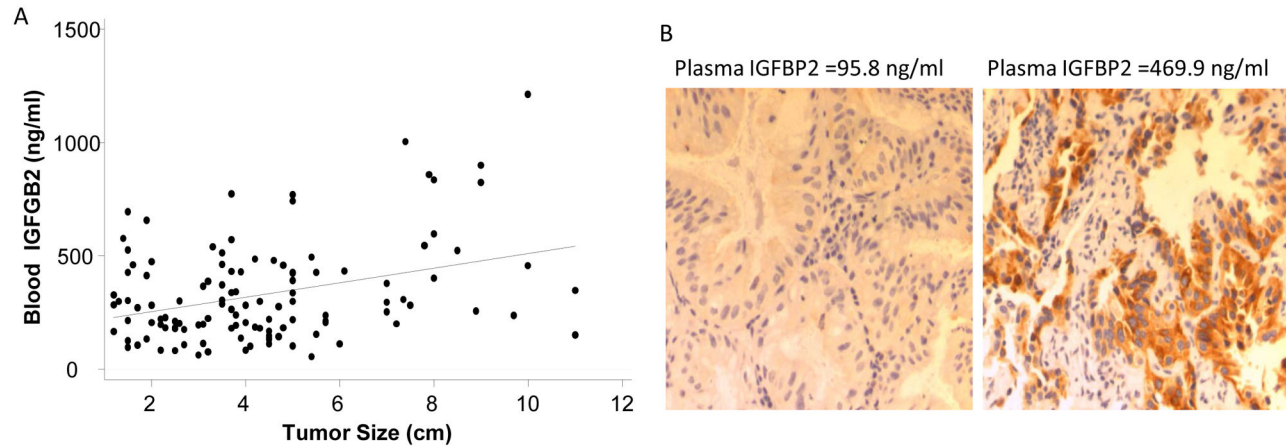 A
1500
1000
500
0
Blood IGFGB2 (ng/ml)
2 4 6 8 10 12
Tumor Size (cm)
B
Plasma IGFBP2 =95.8 ng/ml
Plasma IGFBP2 =469.9 ng/ml